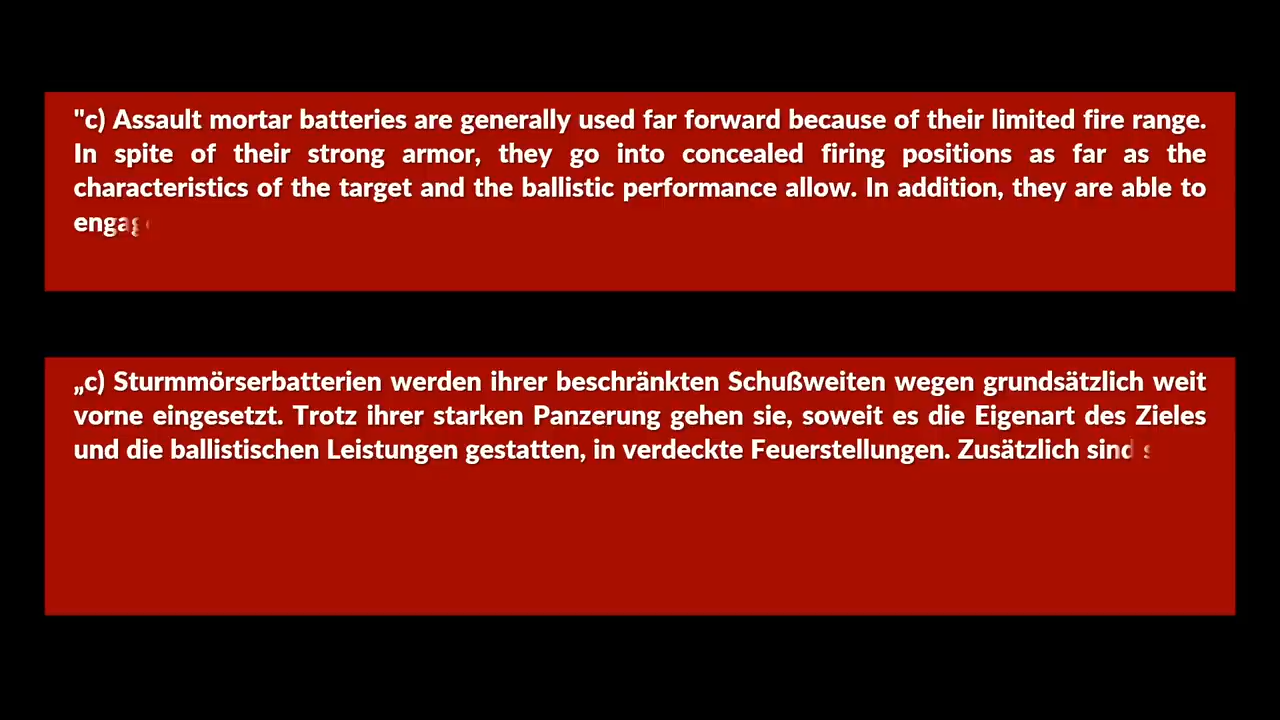 "c) Assault mortar batteries are generally used far forward because of their limited fire range.
In spite of their strong armor, they go into concealed firing positions as far as the
characteristics of the target and the ballistic performance allow. In addition, they are able to
„c) Sturmmörserbatterien werden ihrer beschränkten Schußweiten wegen grundsätzlich weit
vorne eingesetzt. Trotz ihrer starken Panzerung gehen sie, soweit es die Eigenart des Zieles
und die ballistischen Leistungen gestatten, in verdeckte Feuerstellungen. Zusätzlich sind